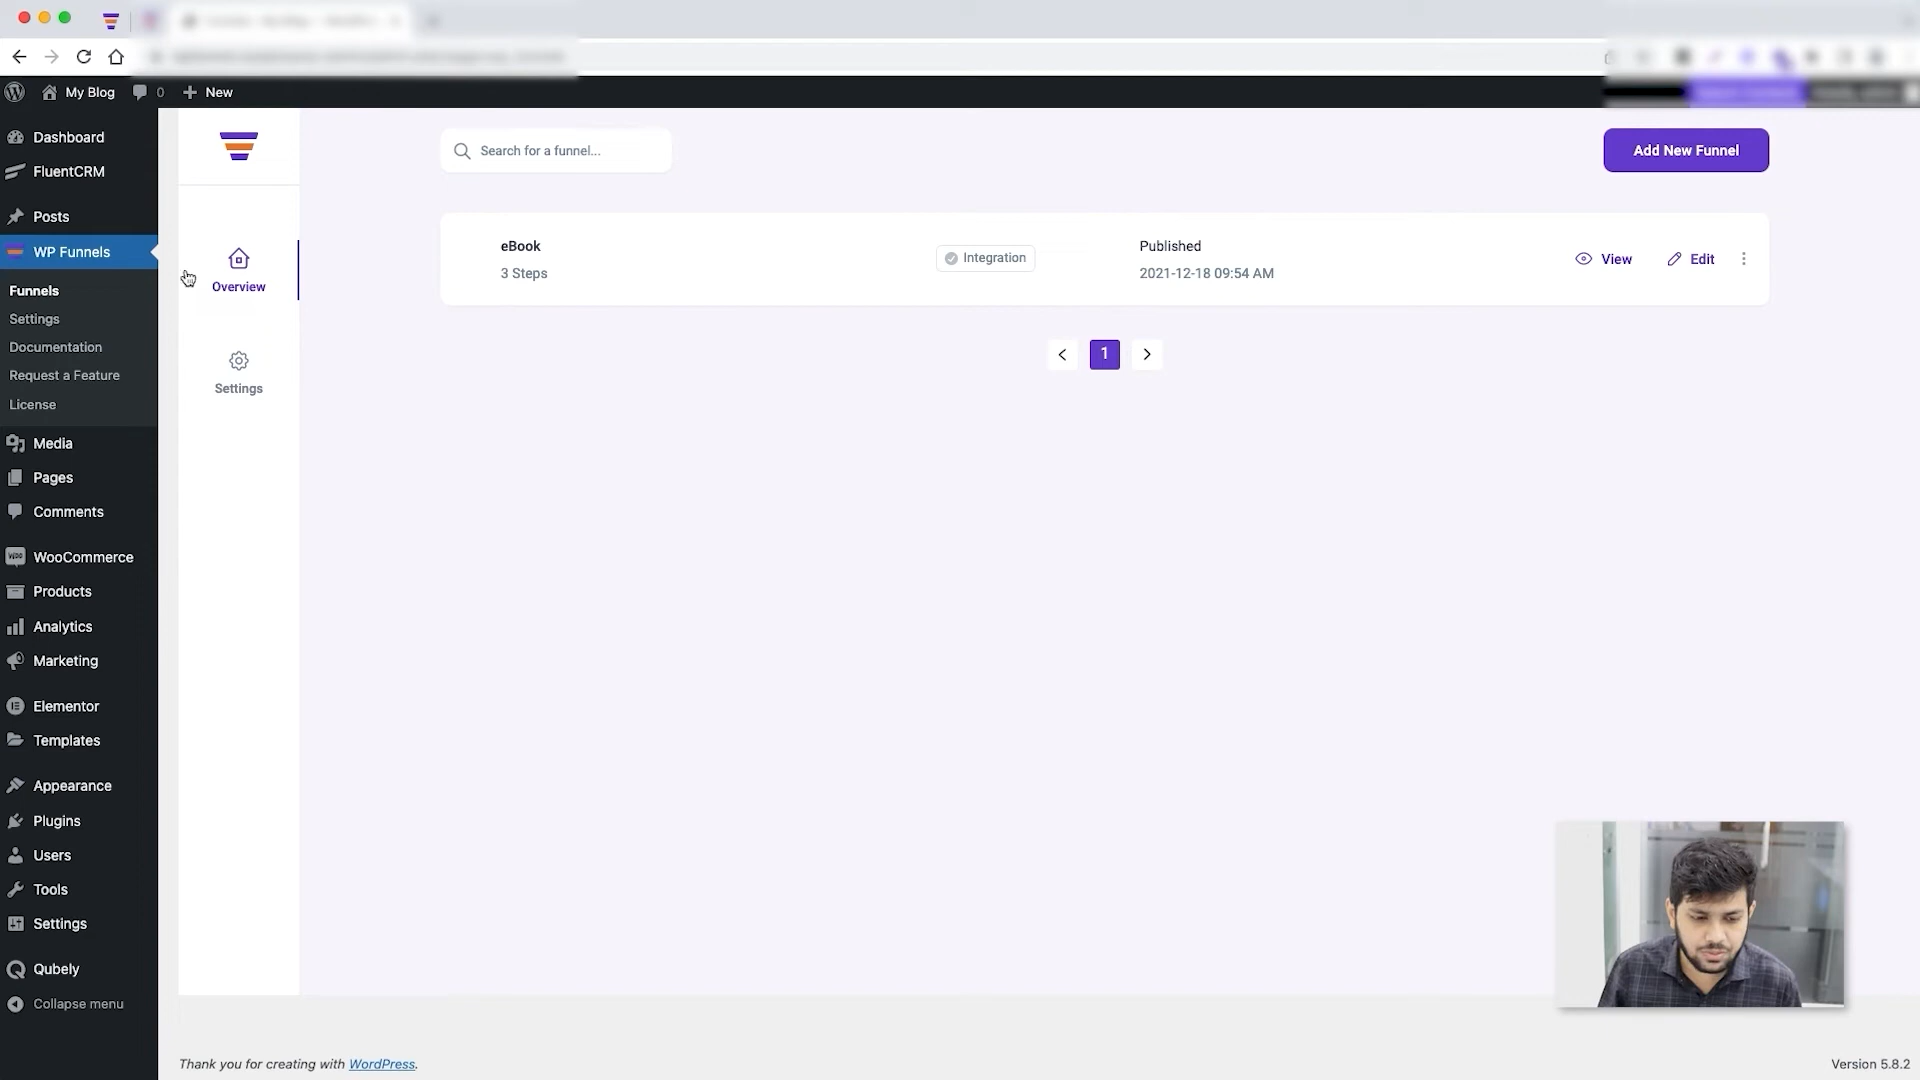 My Blog 0 New
Dashboard
FluentCRM
Posts
WP Funnels
Funnels
Settings
Documentation
Request a Feature
License
Media
Pages
Comments
WooCommerce
Products
Analytics
Marketing
Elementor
Templates
Appearance
Plugins
Users
Tools
Settings
Qubely
Collapse menu
Overview
Settings
Search for a funnel...
Add New Funnel
eBook
3 Steps
Integration
Published
2021-12-18 09:54 AM
View
Edit
1
Thank you for creating with WordPress.
Version 5.8.2